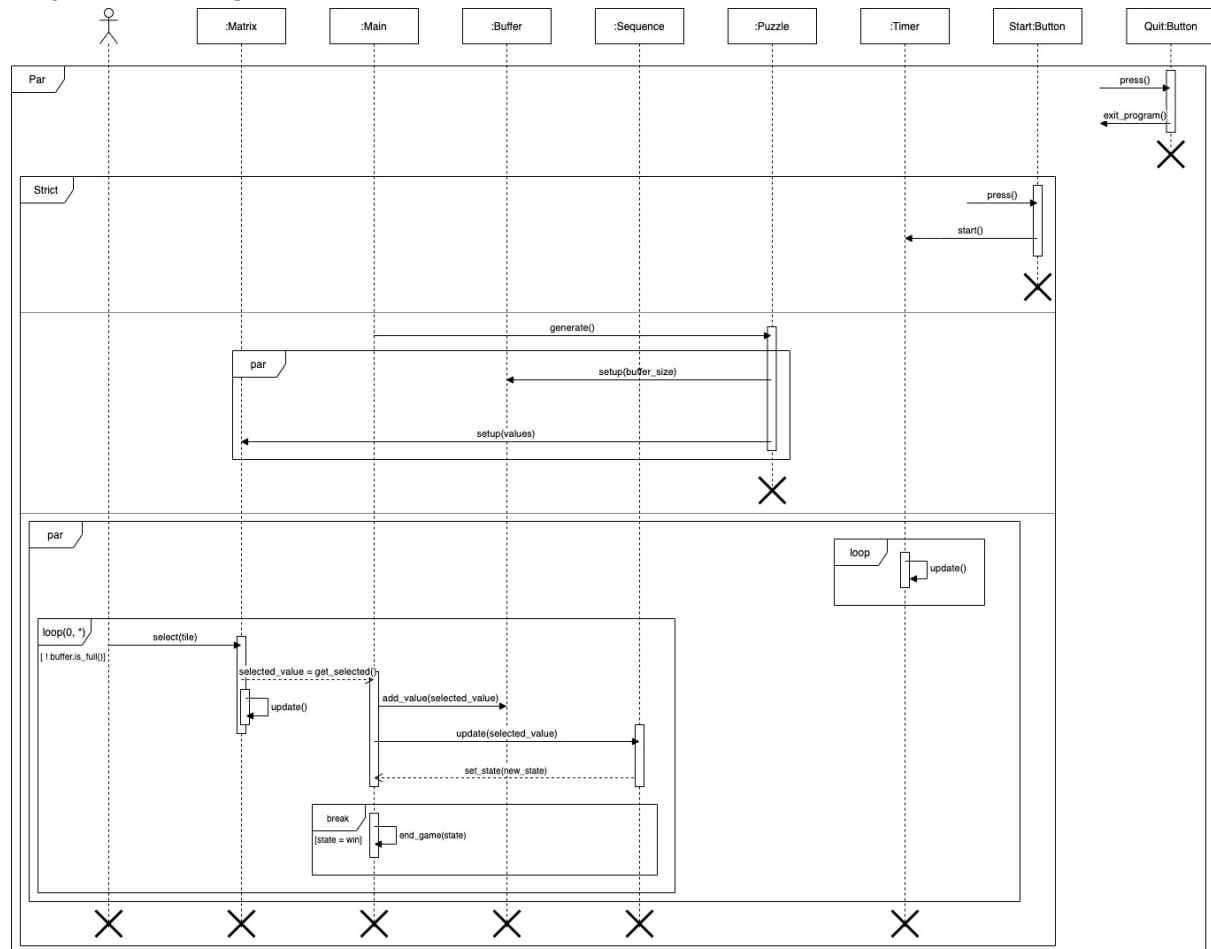 :Matrix
:Main
:Buffer
:Sequence
:Puzzle
:Timer
Start:Button
Quit:Button
Par
press()
exit_program()
Strict
press()
start()
generate()
par
setup(buffer_size)
setup(values)
par
loop
update()
loop(0, *)
[ ! buffer.is_full()]
select(tile)
selected_value = get_selected()
add_value(selected_value)
update()
update(selected_value)
set_state(new_state)
break
[state = win]
end_game(state)